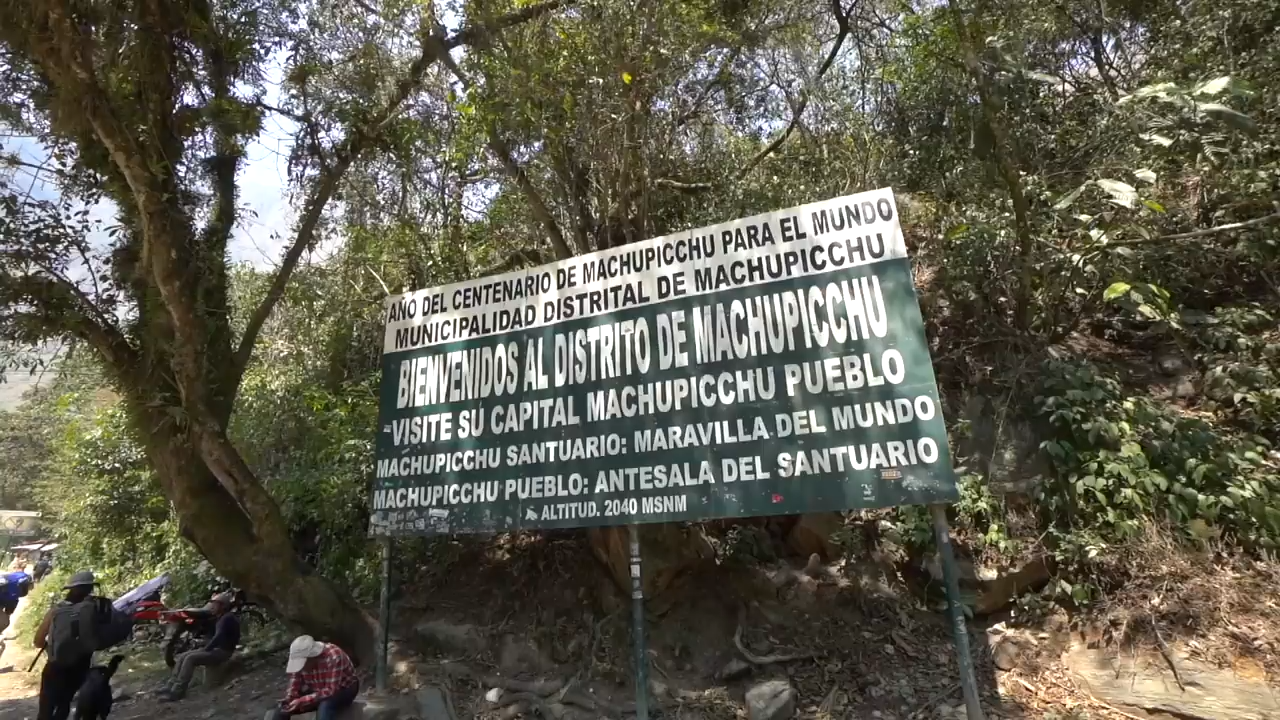 AÑO DEL CENTENARIO DE MACHUPICCHU PARA EL MUNDO
MUNICIPALIDAD DISTRITAL DE MACHUPICCHU
BIENVENIDOS AL DISTRITO DE MACHUPICCHU
VISITE SU CAPITAL MACHUPICCHU PUEBLO
MACHUPICCHU SANTUARIO: MARAVILLA DEL MUNDO
MACHUPICCHU PUEBLO: ANTESALA DEL SANTUARIO
ALTITUD. 2040 MSNM